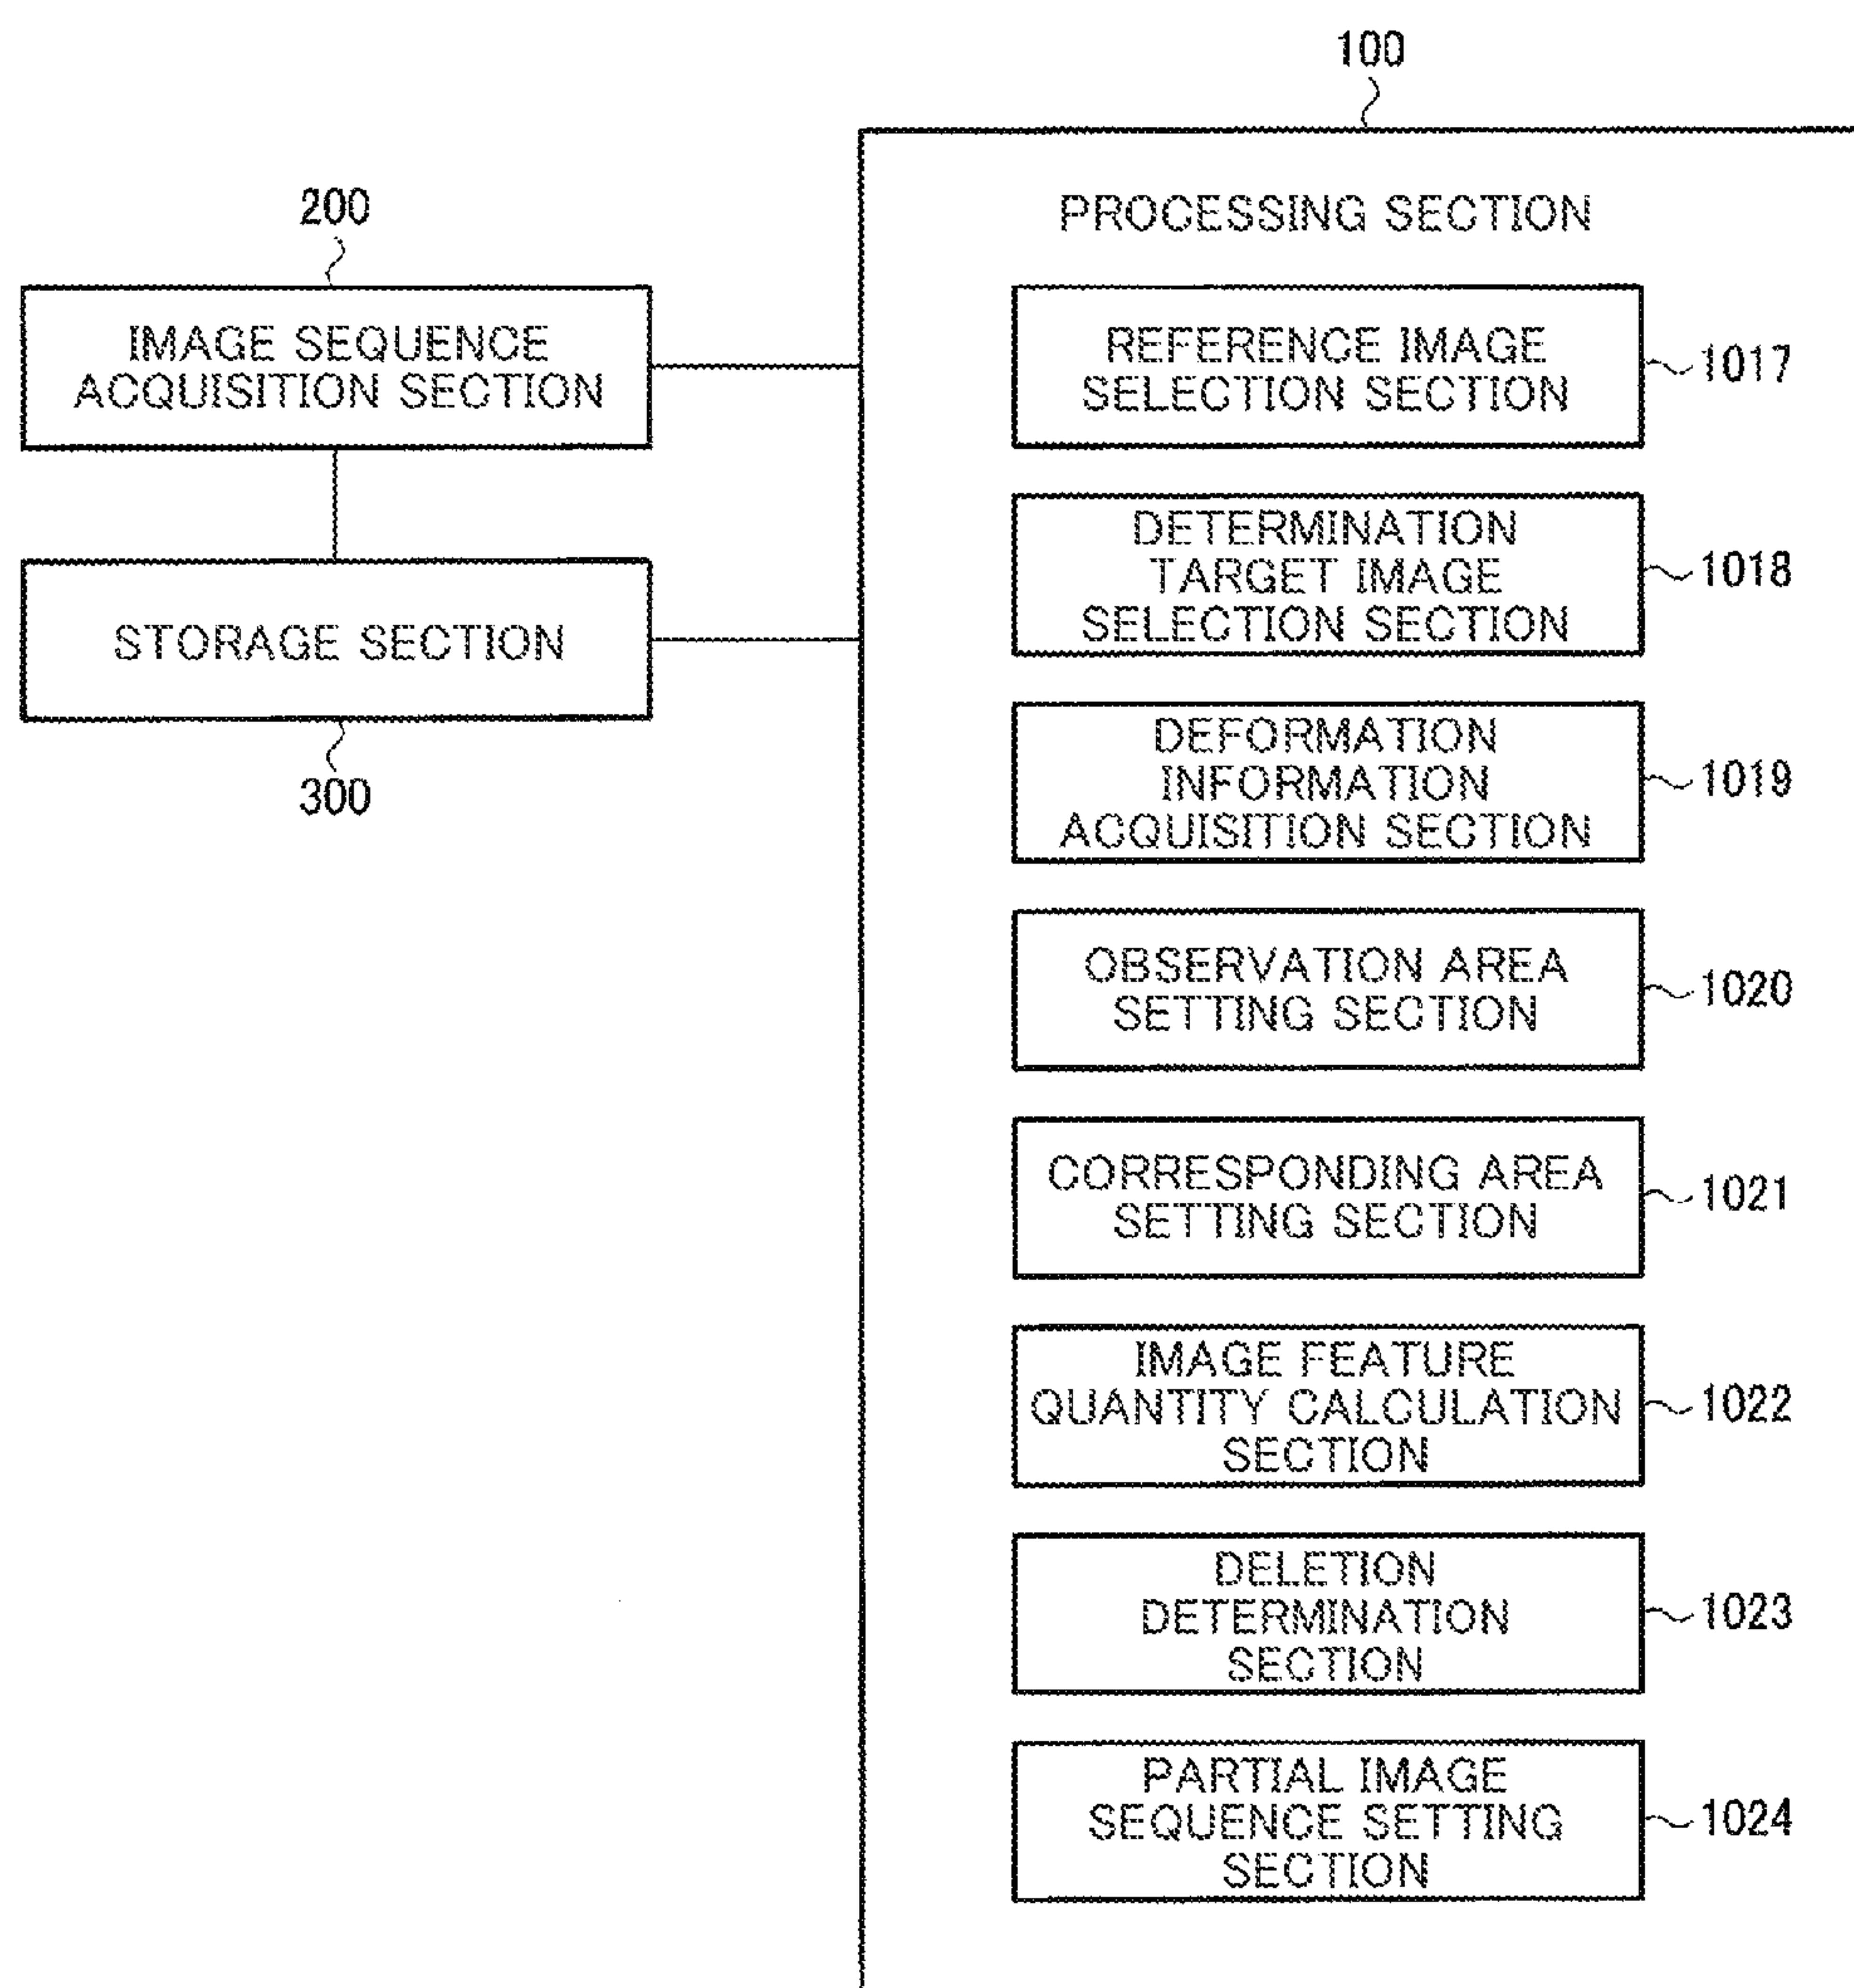 100
200
PROCESSING SECTION
IMAGE SEQUENCE
ACQUISITION SECTION
STORAGE SECTION
300
REFERENCE IMAGE
SELECTION SECTION
1017
DETERMINATION
TARGET IMAGE
SELECTION SECTION
1018
DEFORMATION
INFORMATION
ACQUISITION SECTION
1019
OBSERVATION AREA
SETTING SECTION
1020
CORRESPONDING AREA
SETTING SECTION
1021
IMAGE FEATURE
QUANTITY CALCULATION
SECTION
1022
DELETION
DETERMINATION
SECTION
1023
PARTIAL IMAGE
SEQUENCE SETTING
SECTION
1024